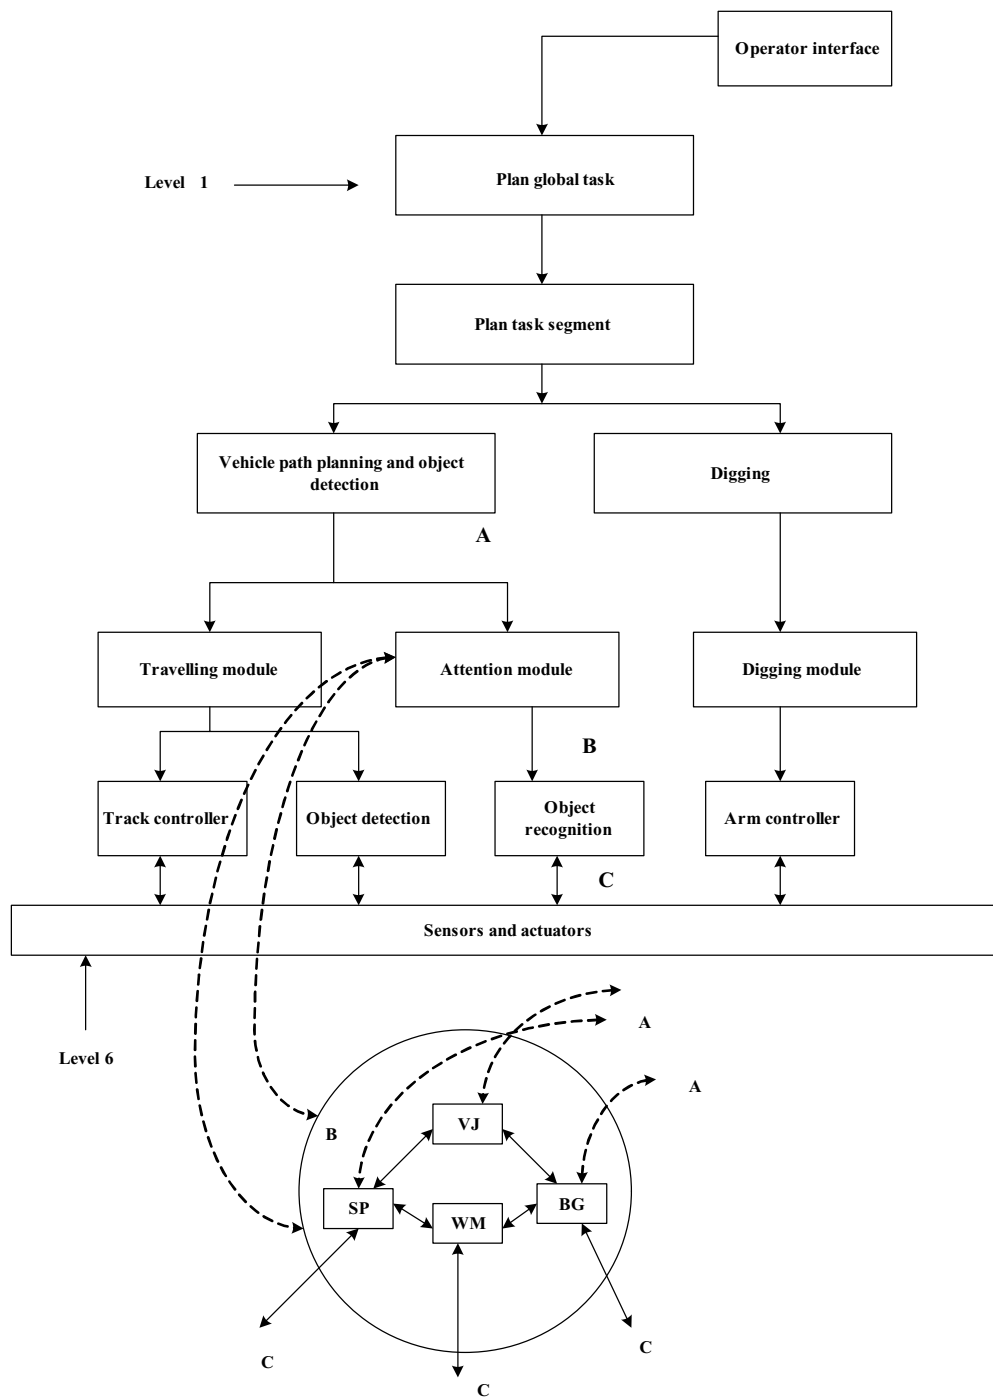 Operator interface
Plan global task
Level 1
Plan task segment
Vehicle path planning and object
detection
Digging
A
Travelling module
Attention module
Digging module
B
Track controller
Object detection
Object
recognition
Arm controller
C
Sensors and actuators
Level 6
A
A
B
VJ
SP
WM
BG
C
C
C